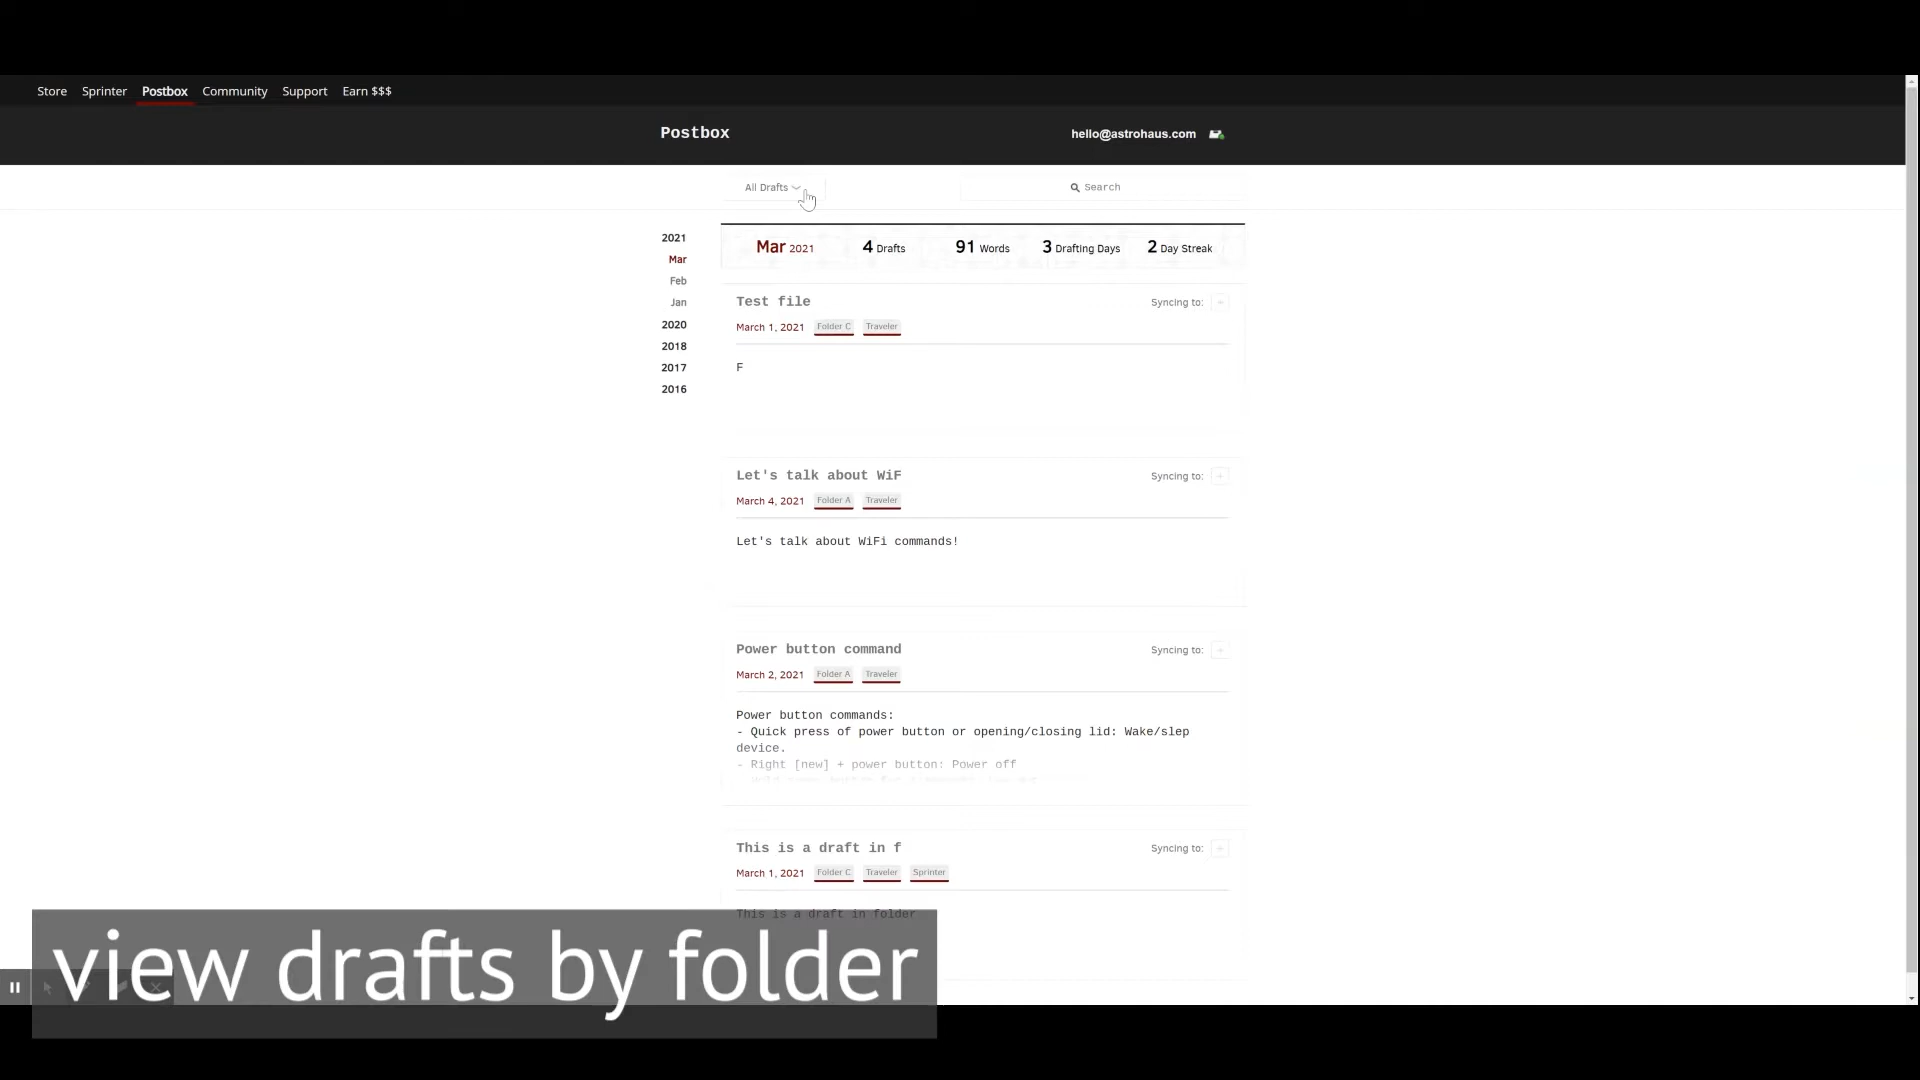 Store Sprinter Postbox Community Support Earn $$$
Postbox hello@astrohaus.com
All Drafts Search
2021
Mar
Feb
Jan
2020
2018
2017
2016
Mar 2021 4 Drafts 91 Words 3 Drafting Days 2 Day Streak
Test file Syncing to:
March 1, 2021 Folder C Traveler
F
Let's talk about WiF Syncing to: +
March 4, 2021 Folder A Traveler
Let's talk about WiFi commands!
Power button command Syncing to: +
March 2, 2021 Folder A Traveler
Power button commands:
- Quick press of power button or opening/closing lid: Wake/slep
device.
- Right [new] + power button: Power off
This is a draft in f Syncing to: +
March 1, 2021 Folder C Traveler Sprinter
This is a draft in folder
view drafts by folder